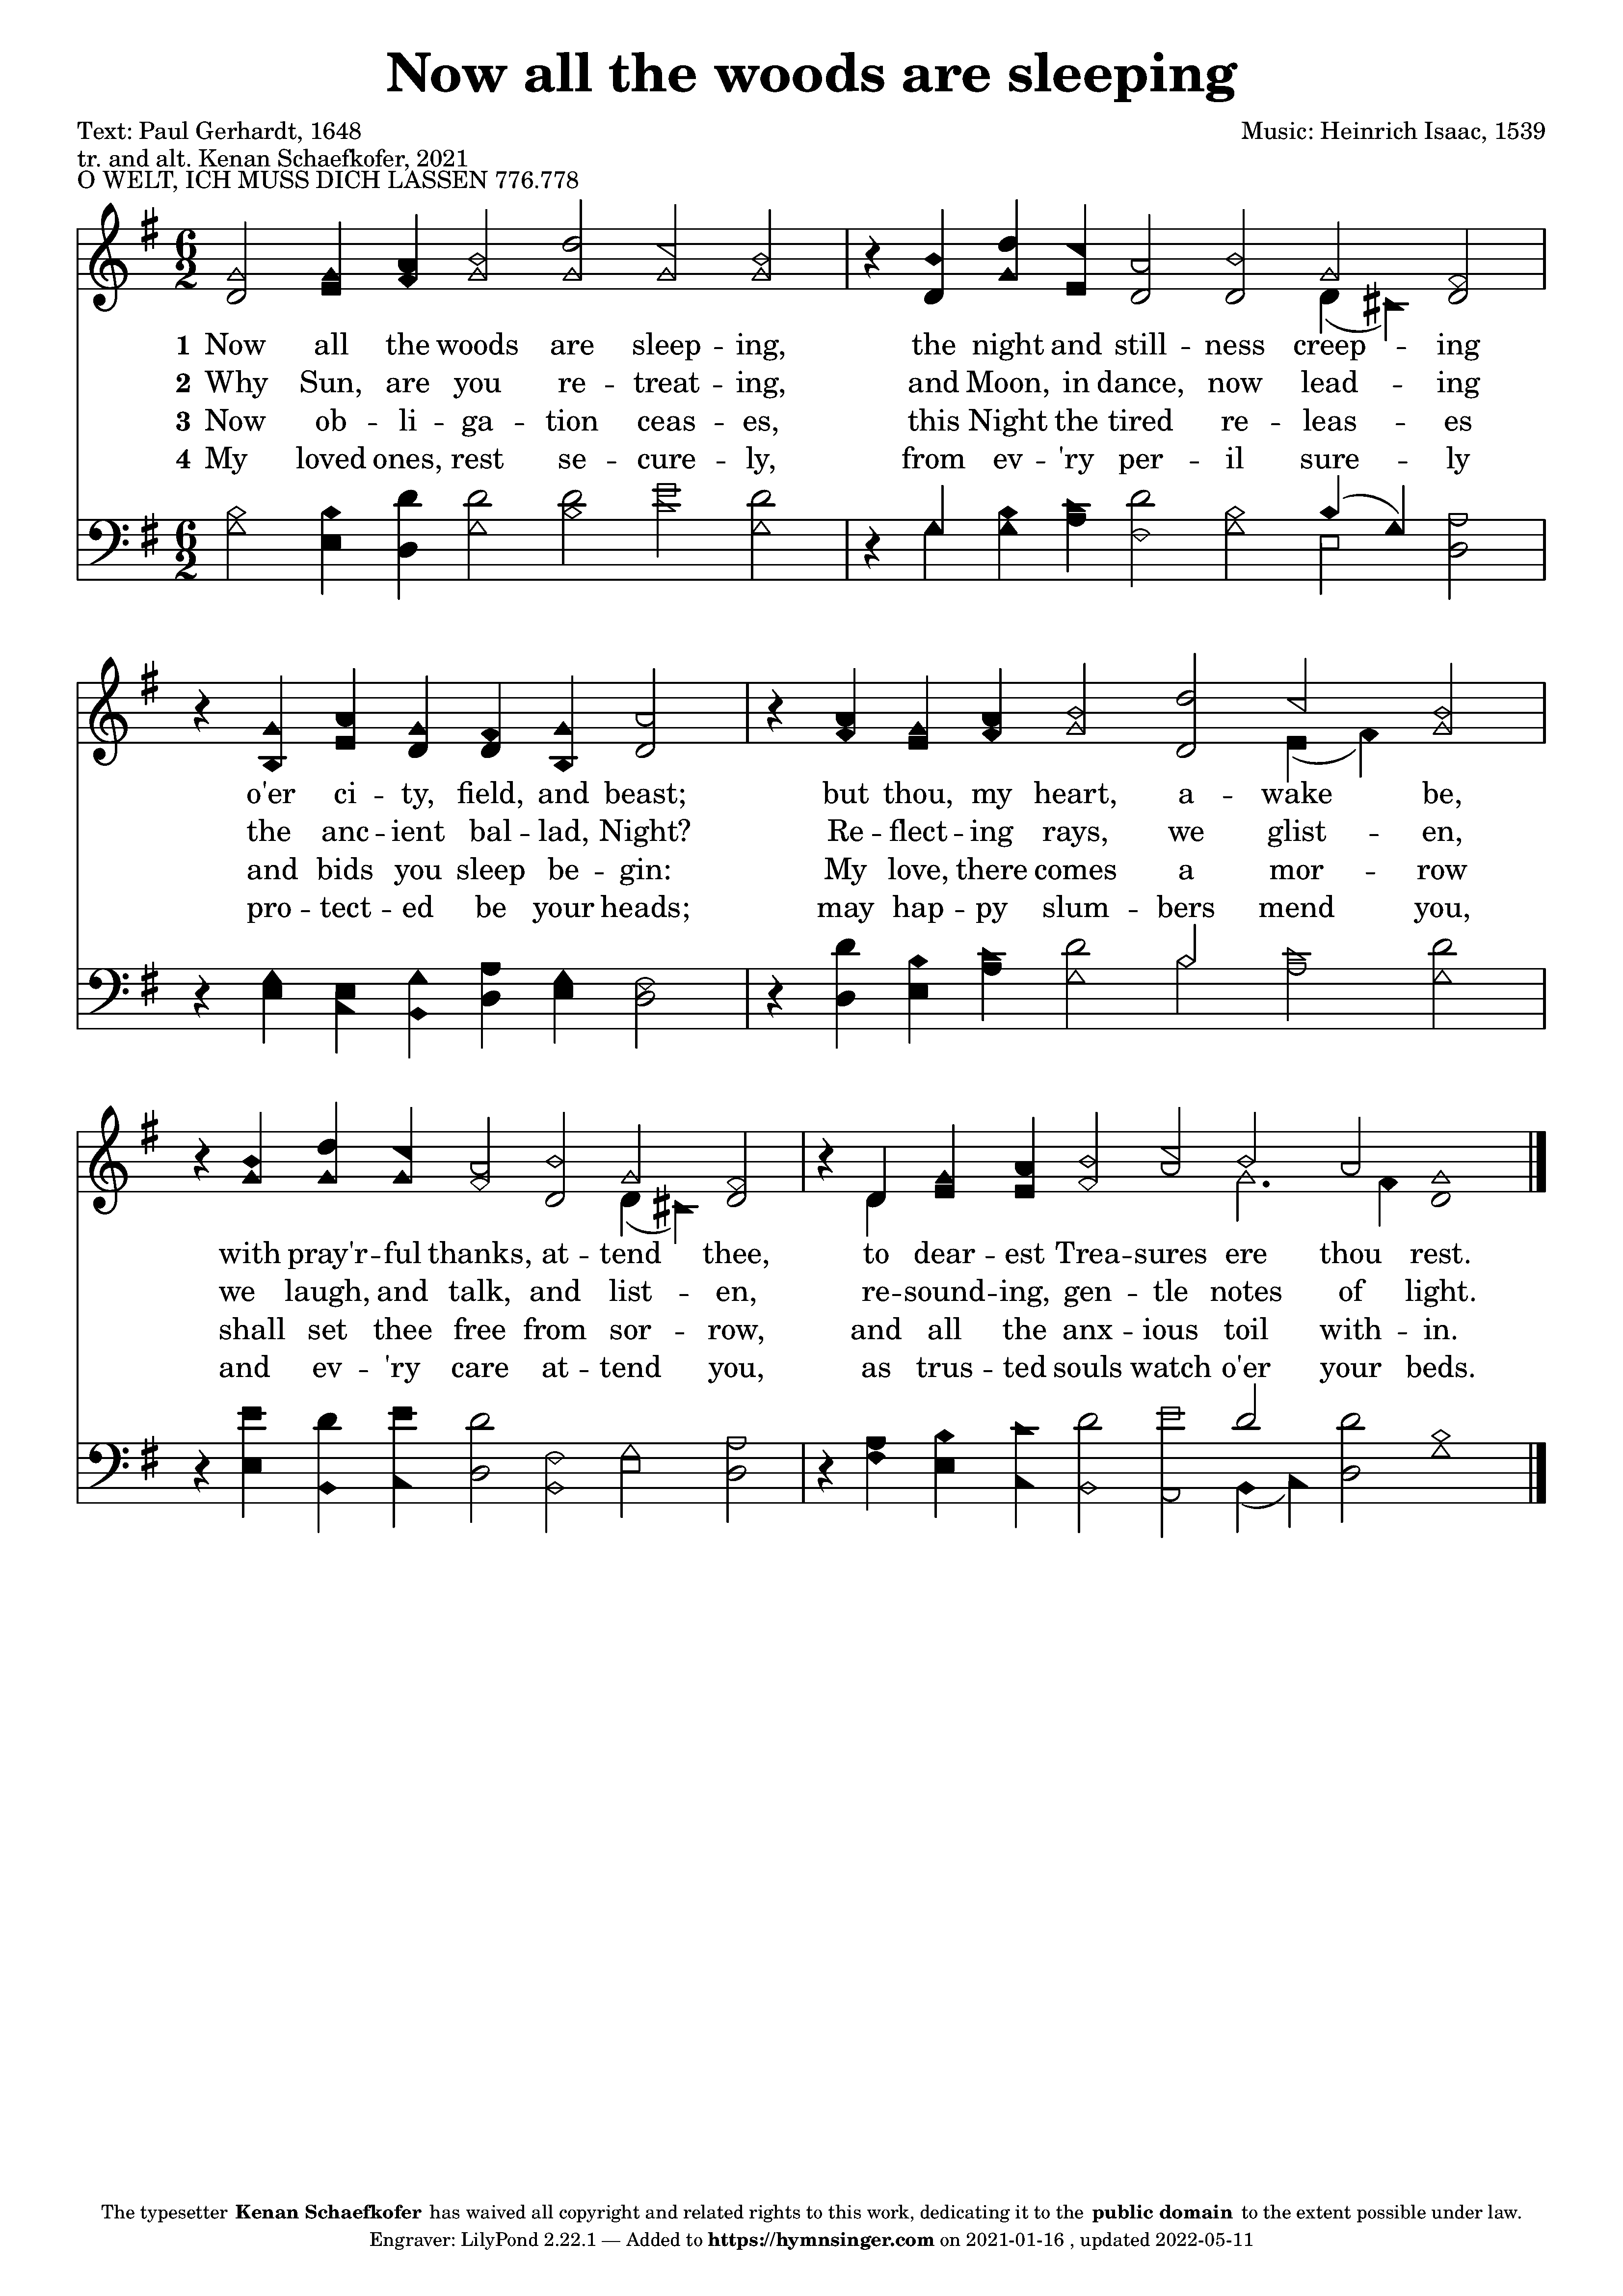 Now all the woods are sleeping
Text: Paul Gerhardt, 1648
Music: Heinrich Isaac, 1539
tr. and alt. Kenan Schaefkofer, 2021
O WELT, ICH MUSS DICH LASSEN 776.778
6 2
1 Now all the woods are sleep - ing, the night and still - ness creep - ing
2 Why Sun, are you re - treat - ing, and Moon, in dance, now lead - ing
3 Now ob - li - ga - tion ceas - es, this Night the tired re - leas - es
4 My loved ones, rest se - cure - ly, from ev - 'ry per - il sure - ly
6 2
o'er ci - ty, field, and beast; but thou, my heart, a - wake be,
the anc - ient bal - lad, Night? Re - flect - ing rays, we glist - en,
and bids you sleep be - gin: My love, there comes a mor - row
pro - tect - ed be your heads; may hap - py slum - bers mend you,
with pray'r - ful thanks, at - tend thee, to dear - est Trea - sures ere thou rest.
we laugh, and talk, and list - en, re - sound - ing, gen - tle notes of light.
shall set thee free from sor - row, and all the anx - ious toil with - in.
and ev - 'ry care at - tend you, as trus - ted souls watch o'er your beds.
The typesetter Kenan Schaefkofer has waived all copyright and related rights to this work, dedicating it to the public domain to the extent possible under law.
Engraver: LilyPond 2.22.1 — Added to https://hymnsinger.com on 2021-01-16 , updated 2022-05-11